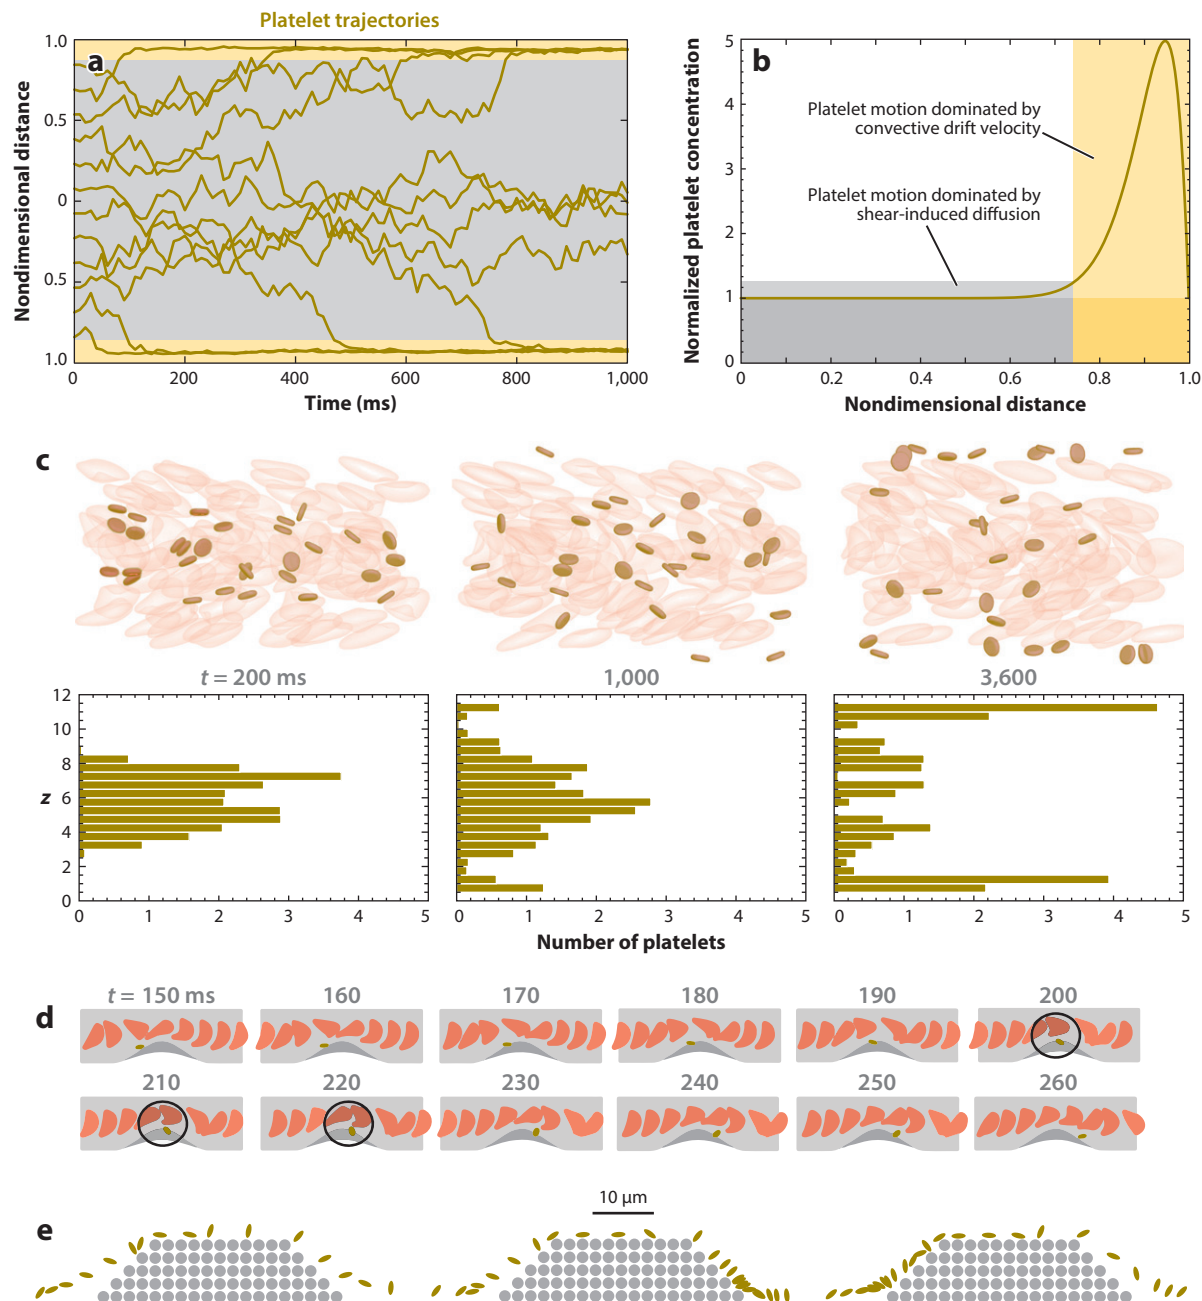 Platelet trajectories
a
Nondimensional distance
1.0
0.5
0
0.5
1.0
0 200 400 600 800 1,000
Time (ms)
b
Normalized platelet concentration
5
4
3
2
1
0
Platelet motion dominated by
convective drift velocity
Platelet motion dominated by
shear-induced diffusion
0 0.2 0.4 0.6 0.8 1.0
Nondimensional distance
c
t = 200 ms 1,000 3,600
z
12
10
8
6
4
2
0
0 1 2 3 4 5
0 1 2 3 4 5
0 1 2 3 4 5
Number of platelets
d
t = 150 ms 160 170 180 190 200
210 220 230 240 250 260
10 μm
e